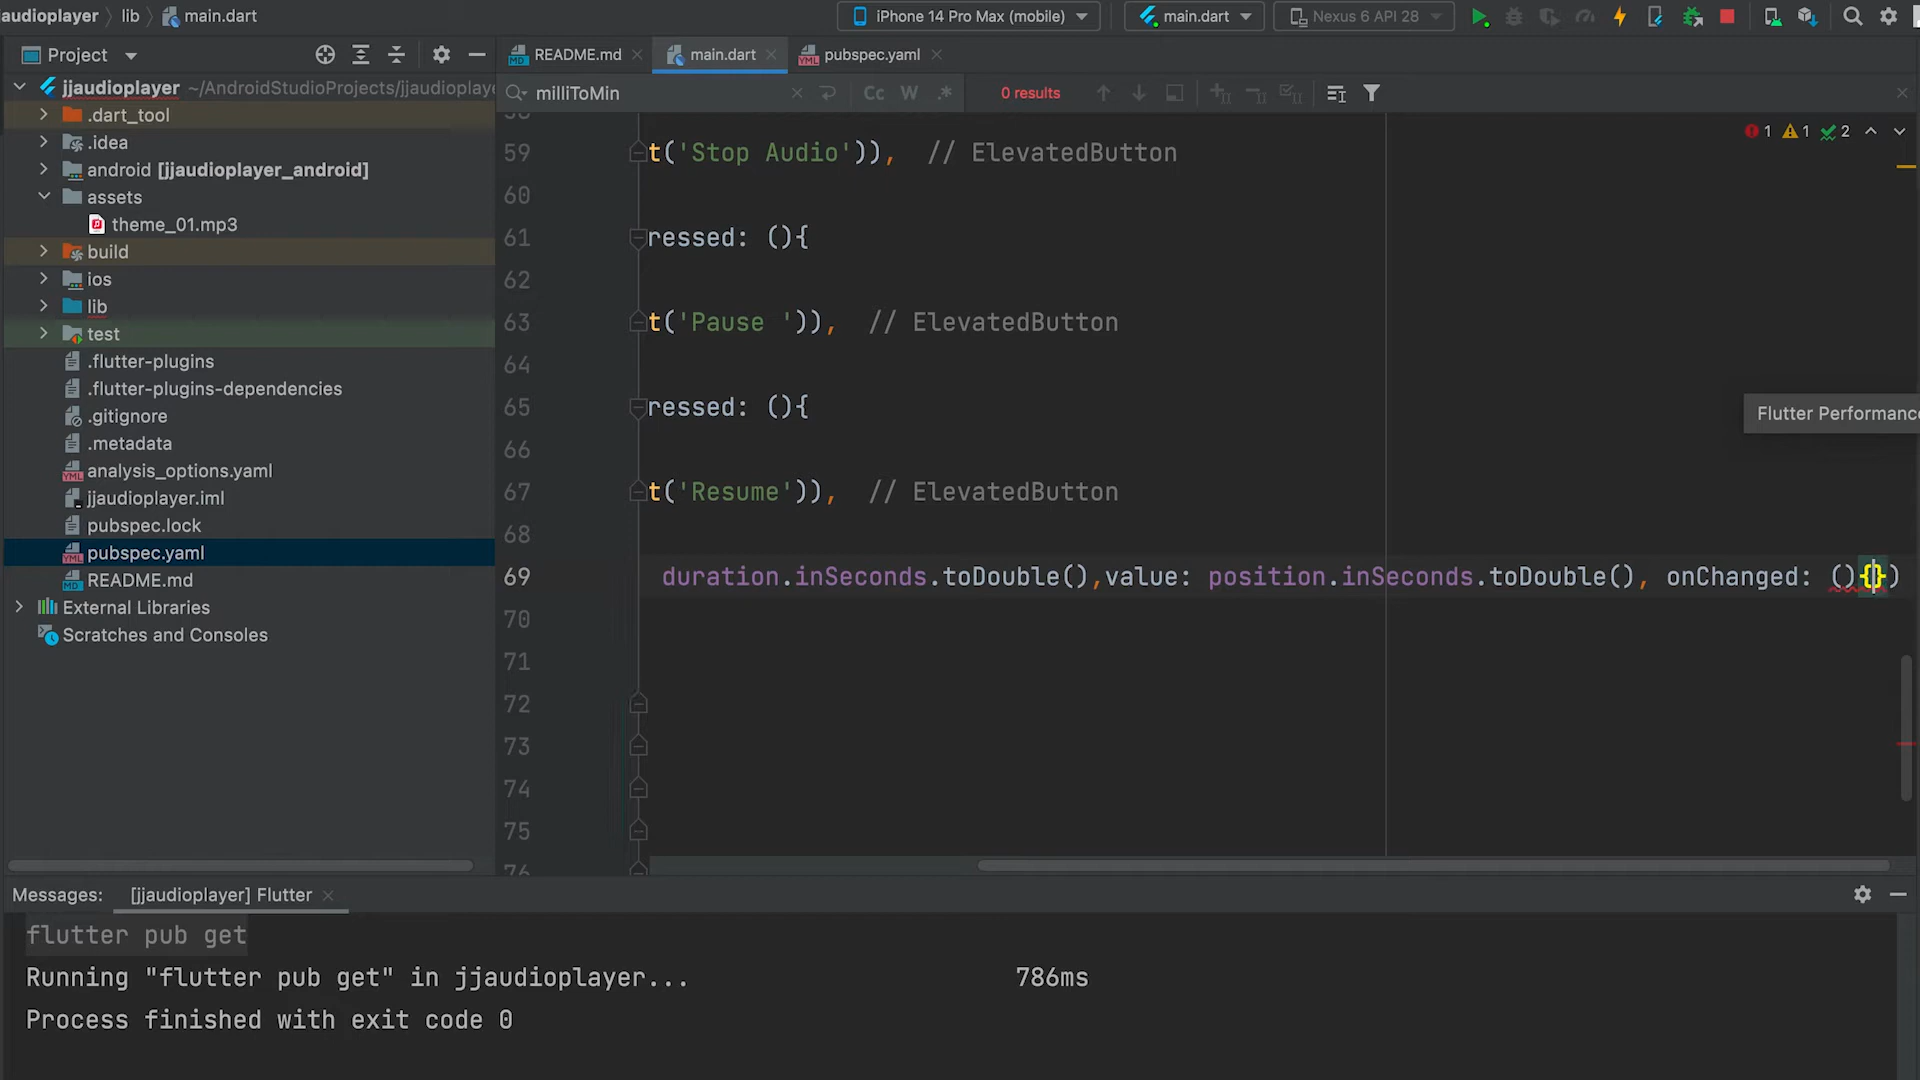 audioplayer lib main.dart iPhone 14 Pro Max (mobile) main.dart Nexus 6 API 28
Project README.md main.dart pubspec.yaml
jjaudioplayer ~/AndroidStudioProjects/jjaudioplaye
.dart_tool
.idea
android [jjaudioplayer_android]
assets
theme_01.mp3
build
ios
lib
test
.flutter-plugins
.flutter-plugins-dependencies
.gitignore
.metadata
analysis_options.yaml
jjaudioplayer.iml
pubspec.lock
pubspec.yaml
README.md
External Libraries
Scratches and Consoles
milliToMin Cc W .* 0 results
1 1 2
59 t('Stop Audio')), // ElevatedButton
60
61 ressed: (){
62
63 t('Pause ')), // ElevatedButton
64
65 ressed: (){
66
67 t('Resume')), // ElevatedButton
68
69 duration.inSeconds.toDouble(),value: position.inSeconds.toDouble(), onChanged: (){})
70
71
72
73
74
75
76
Flutter Performance
Messages: [jjaudioplayer] Flutter
flutter pub get
Running "flutter pub get" in jjaudioplayer... 786ms
Process finished with exit code 0